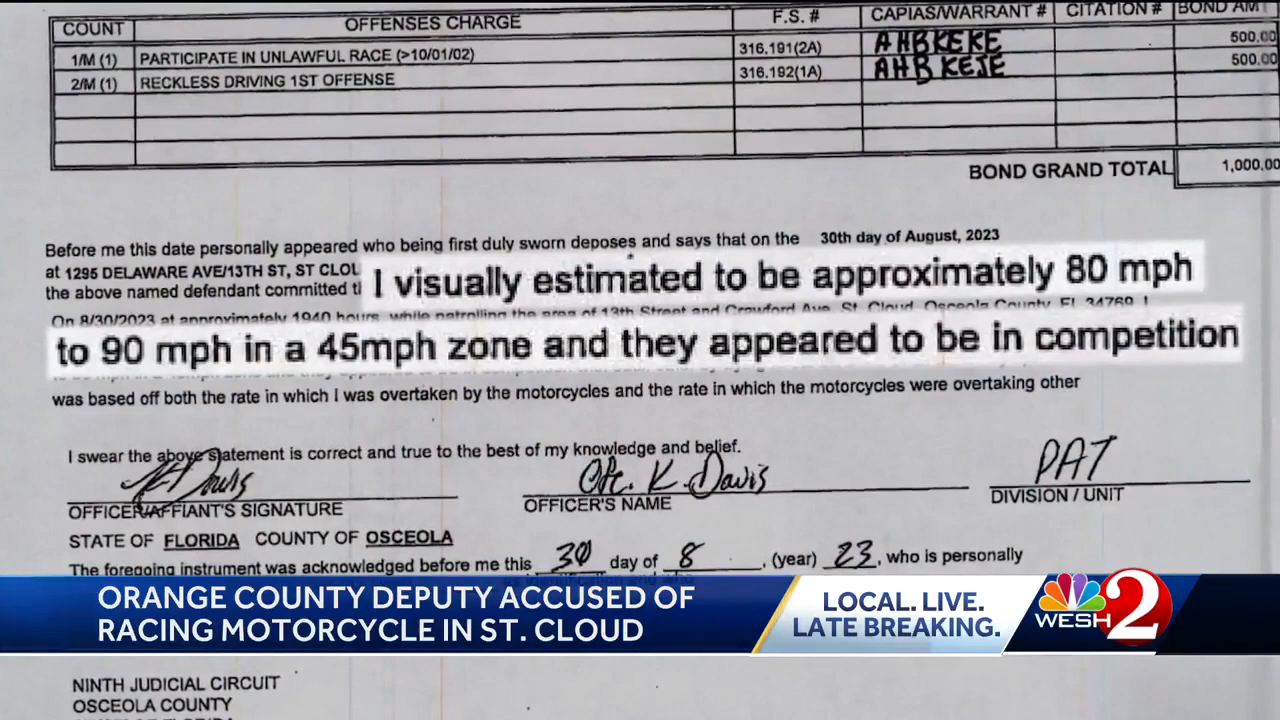 COUNT OFFENSES CHARGE F.S. # CAPIAS/WARRANT # CITATION # BOND AMT
1/M (1) PARTICIPATE IN UNLAWFUL RACE (>10/01/02) 316.191(2A) AHBKEKE 500.00
2/M (1) RECKLESS DRIVING 1ST OFFENSE 316.192(1A) AHBKEJE 500.00
BOND GRAND TOTAL 1,000.00
Before me this date personally appeared who being first duly sworn deposes and says that on the 30th day of August, 2023
at 1295 DELAWARE AVE/13TH ST, ST CLOU
the above named defendant committed t
I visually estimated to be approximately 80 mph
On 8/30/2023 at approximately 1940 hours, while patrolling the area of 13th Street and Crawford Ave, St. Cloud, Osceola County, FL 34769, I
to 90 mph in a 45mph zone and they appeared to be in competition
was based off both the rate in which I was overtaken by the motorcycles and the rate in which the motorcycles were overtaking other
I swear the above statement is correct and true to the best of my knowledge and belief.
Ofc. K. Davis PAT
OFFICER/AFFIANT'S SIGNATURE OFFICER'S NAME DIVISION / UNIT
STATE OF FLORIDA COUNTY OF OSCEOLA
The foregoing instrument was acknowledged before me this 30 day of 8, (year) 23, who is personally
ORANGE COUNTY DEPUTY ACCUSED OF
RACING MOTORCYCLE IN ST. CLOUD
LOCAL. LIVE.
LATE BREAKING.
WESH 2
NINTH JUDICIAL CIRCUIT
OSCEOLA COUNTY